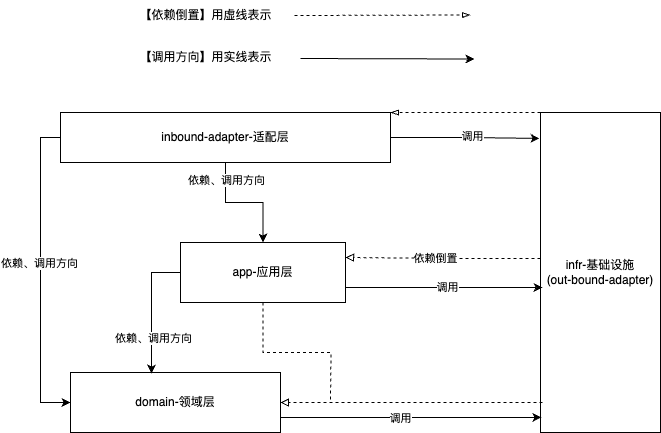 【依赖倒置】用虚线表示
【调用方向】用实线表示
inbound-adapter-适配层
调用
依赖、调用方向
依赖、调用方向
app-应用层
依赖倒置
调用
infr-基础设施
(out-bound-adapter)
依赖、调用方向
domain-领域层
调用